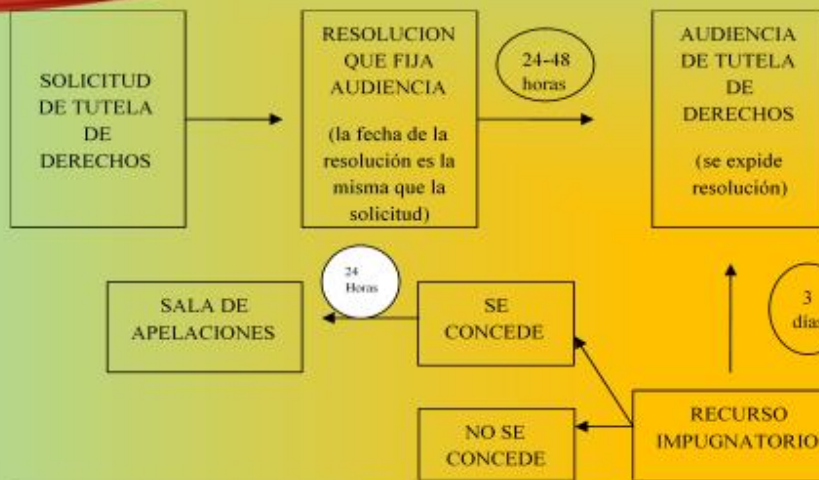 SOLICITUD
DE TUTELA
DE
DERECHOS
RESOLUCION
QUE FIJA
AUDIENCIA
(la fecha de la
resolución es la
misma que la
solicitud)
24-48
horas
AUDIENCIA
DE TUTELA
DE
DERECHOS
(se expide
resolución)
SALA DE
APELACIONES
24
Horas
SE
CONCEDE
3
días
NO SE
CONCEDE
RECURSO
IMPUGNATORIO